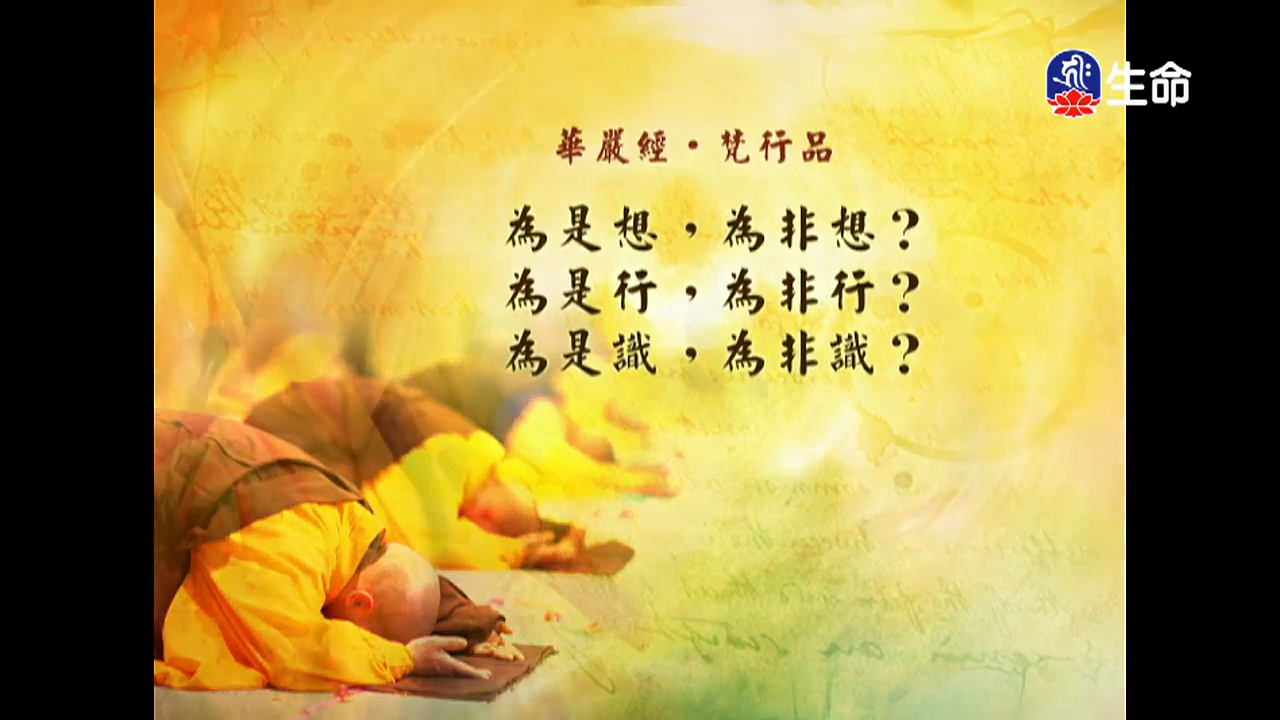 生命
華嚴經・梵行品
為是想，為非想？
為是行，為非行？
為是識，為非識？